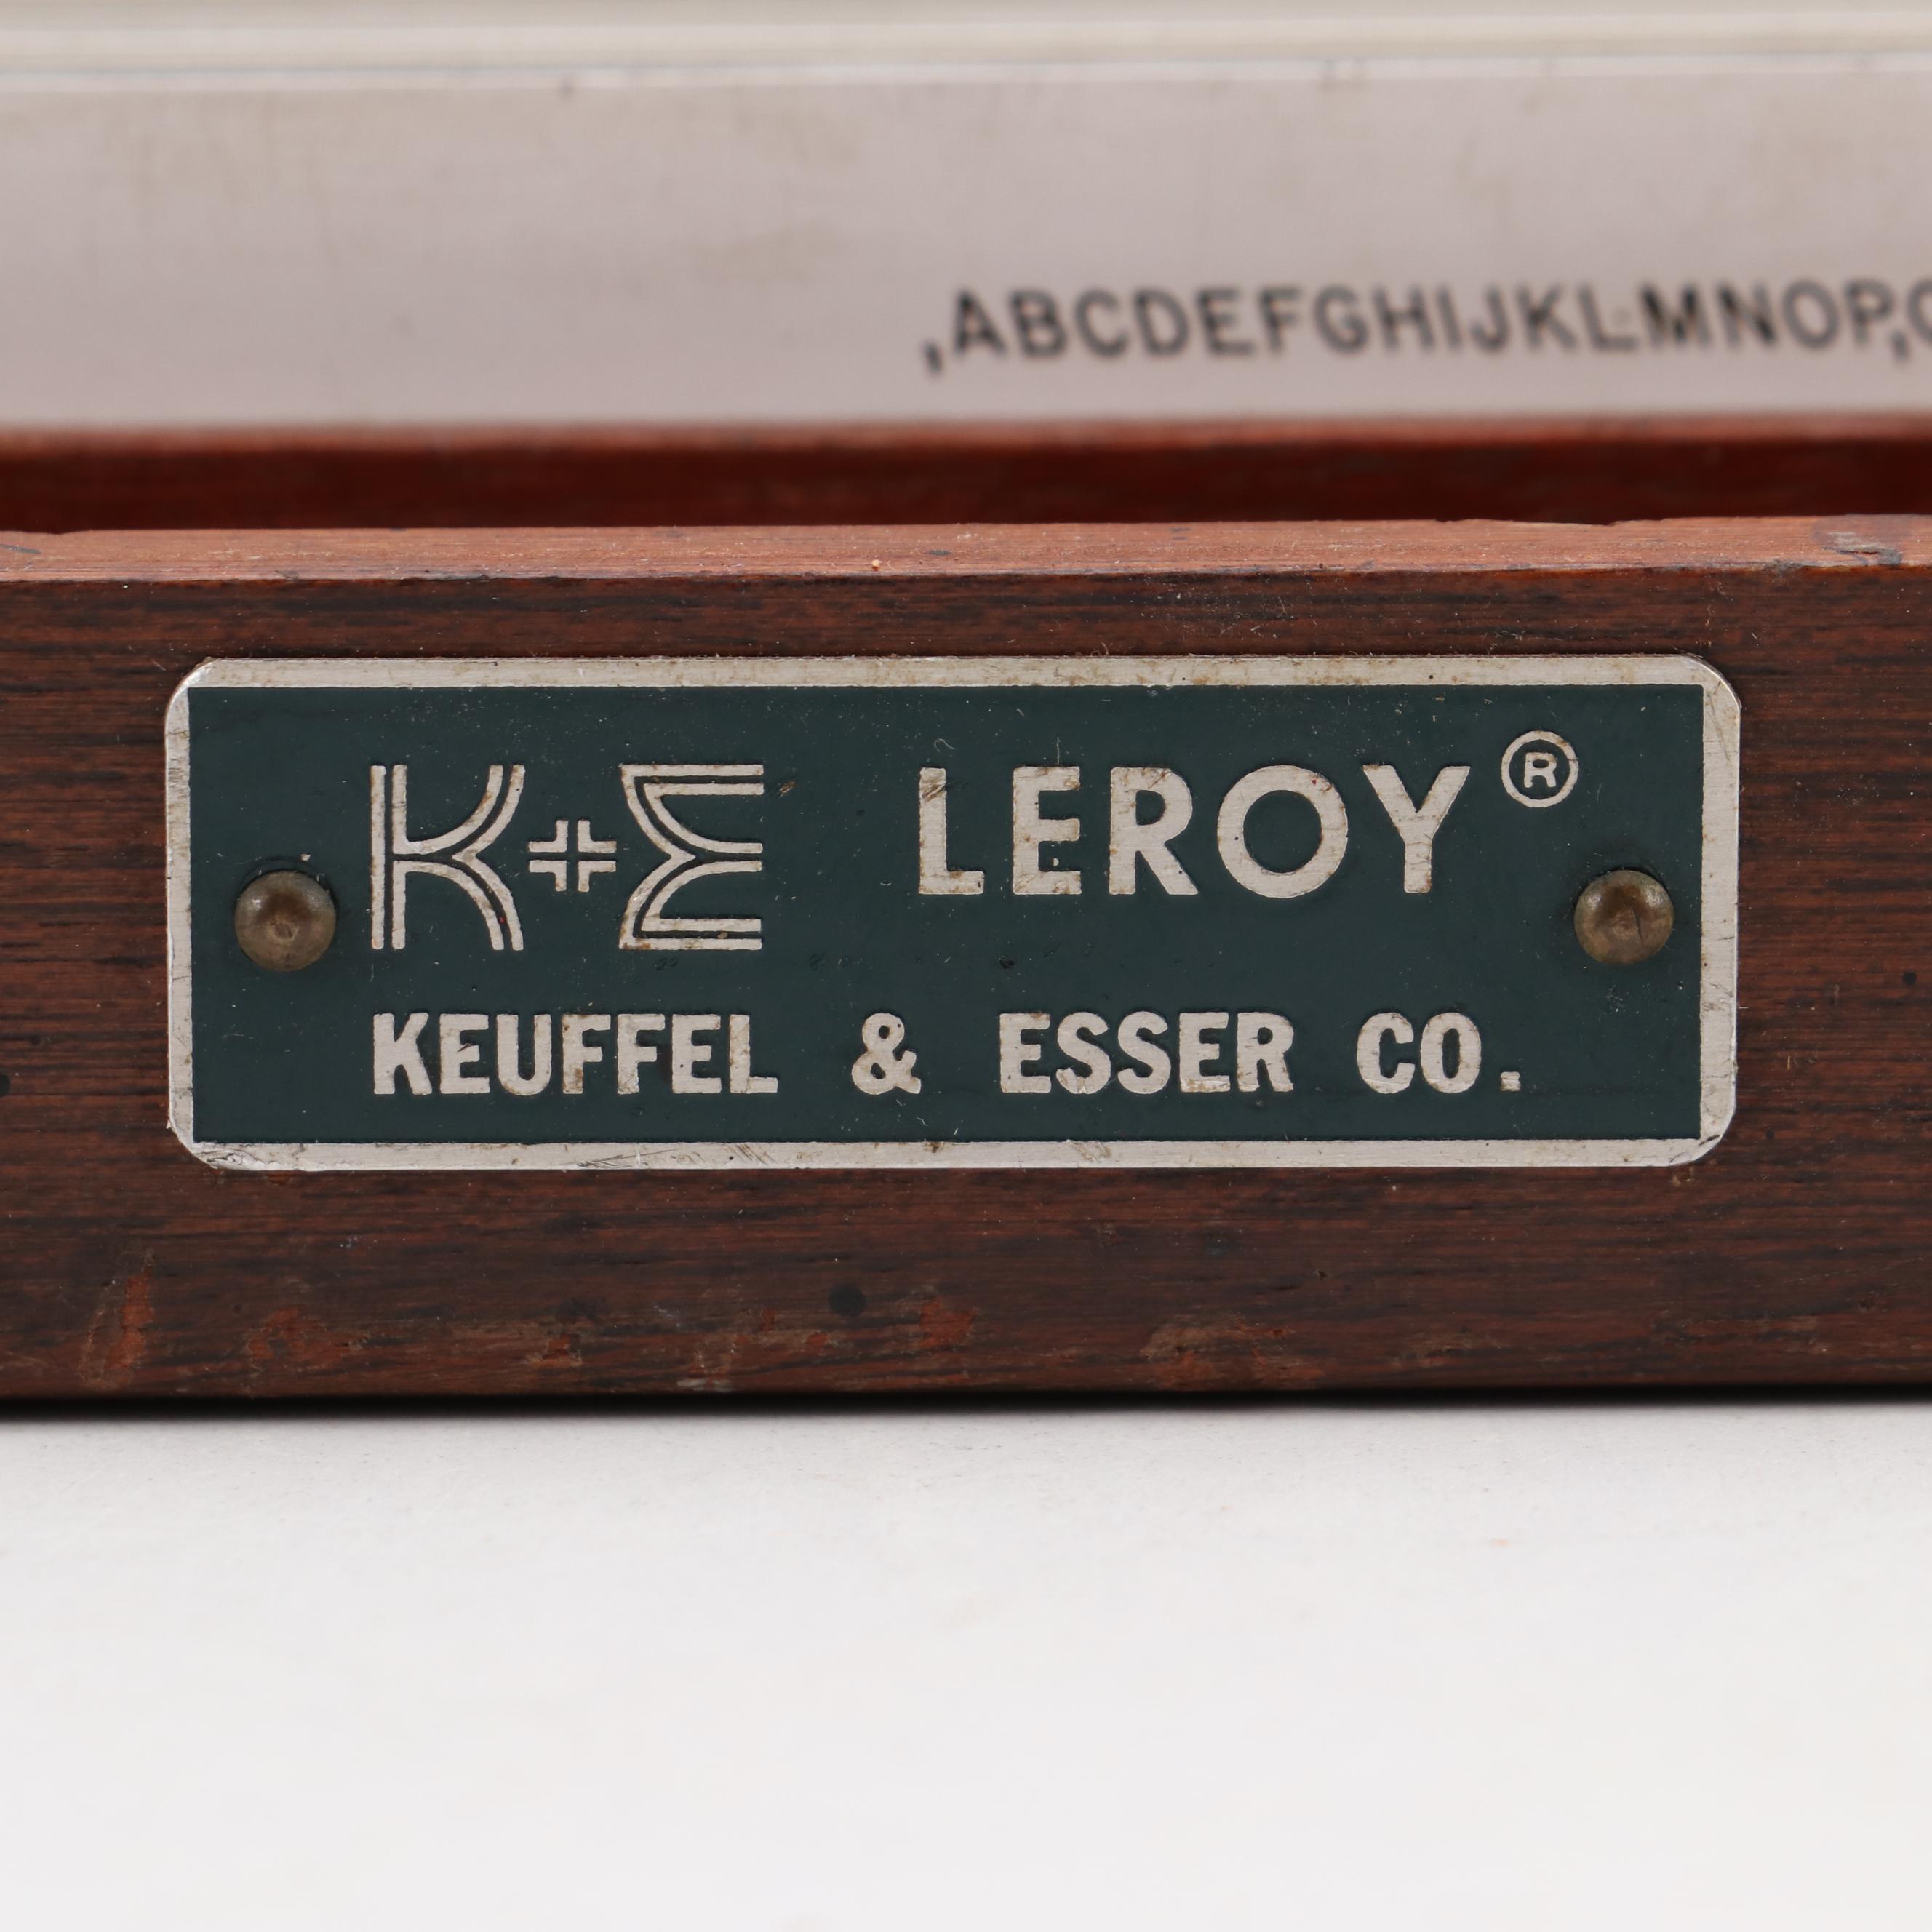 ,ABCDEFGHIJKLMNOP,
K+E LEROY ®
KEUFFEL & ESSER CO.